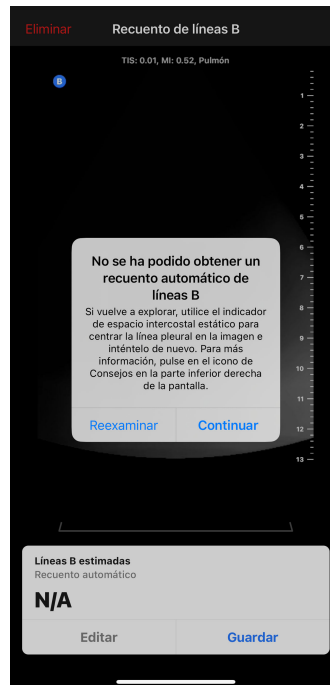 Eliminar Recuento de líneas B
TIS: 0.01, MI: 0.52, Pulmón
B
1
2
3
4
5
6
No se ha podido obtener un
recuento automático de
líneas B
Si vuelve a explorar, utilice el indicador
de espacio intercostal estático para
centrar la línea pleural en la imagen e
inténtelo de nuevo. Para más
información, pulse en el icono de
Consejos en la parte inferior derecha
de la pantalla.
Reexaminar Continuar
7
8
9
10
11
12
13
Líneas B estimadas
Recuento automático
N/A
Editar Guardar